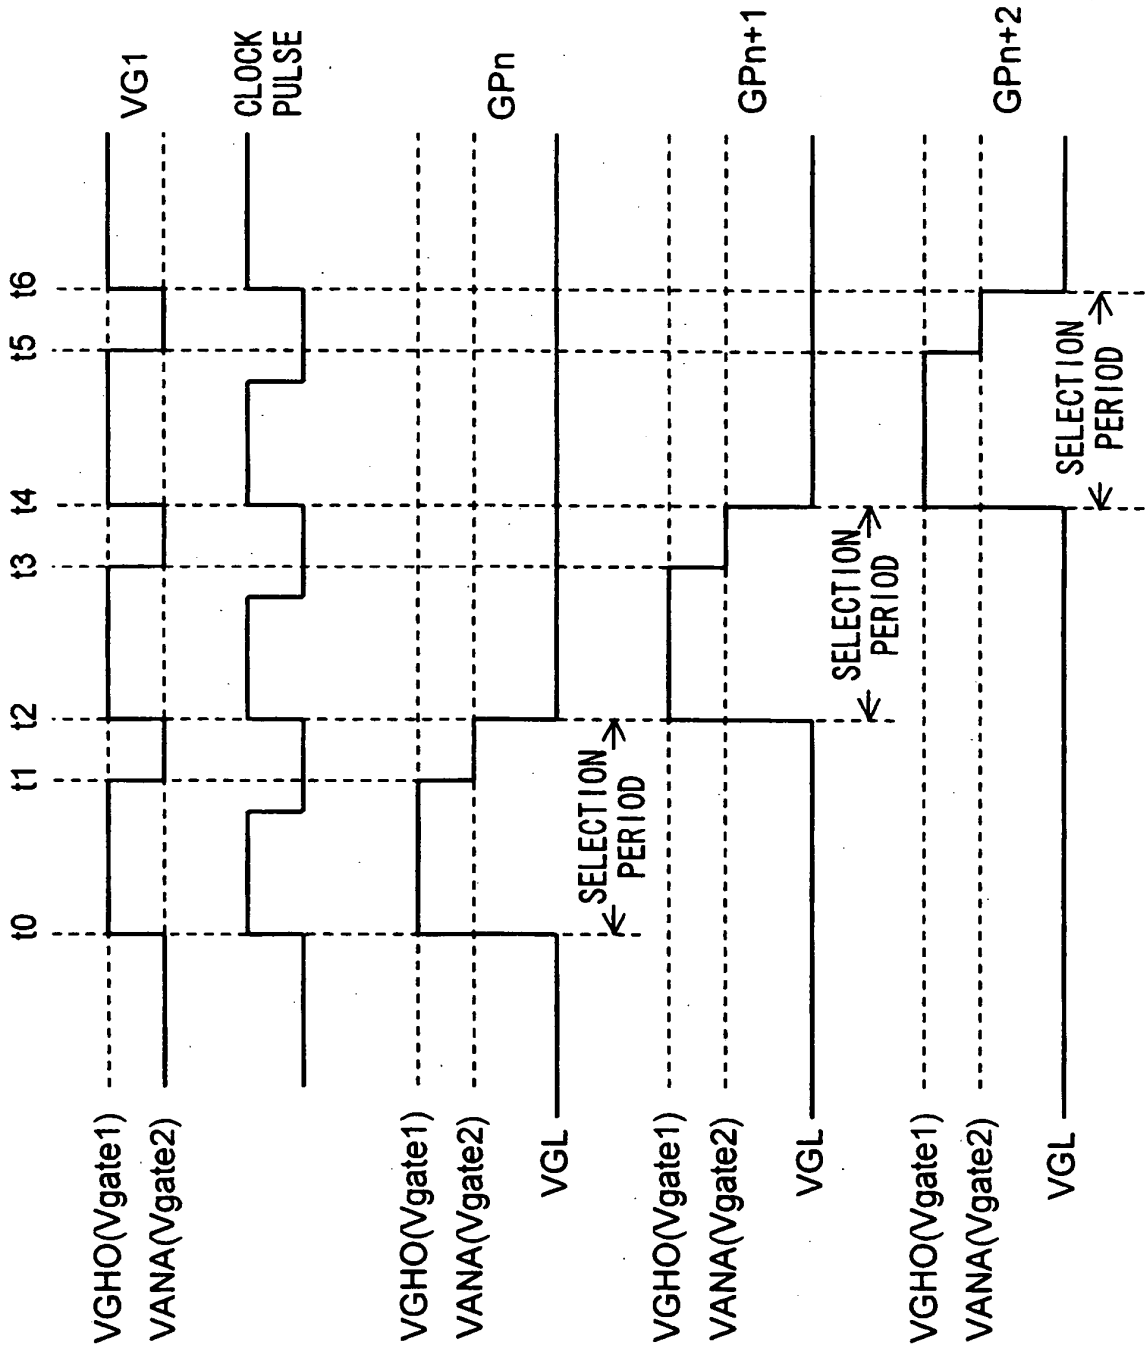 t0
t1
t2
t3
t4
t5
t6
VGHO(Vgate1)
VANA(Vgate2)
VG1
CLOCK
PULSE
VGHO(Vgate1)
VANA(Vgate2)
VGL
GPn
SELECTION
PERIOD
VGHO(Vgate1)
VANA(Vgate2)
VGL
GPn+1
SELECTION
PERIOD
VGHO(Vgate1)
VANA(Vgate2)
VGL
GPn+2
SELECTION
PERIOD